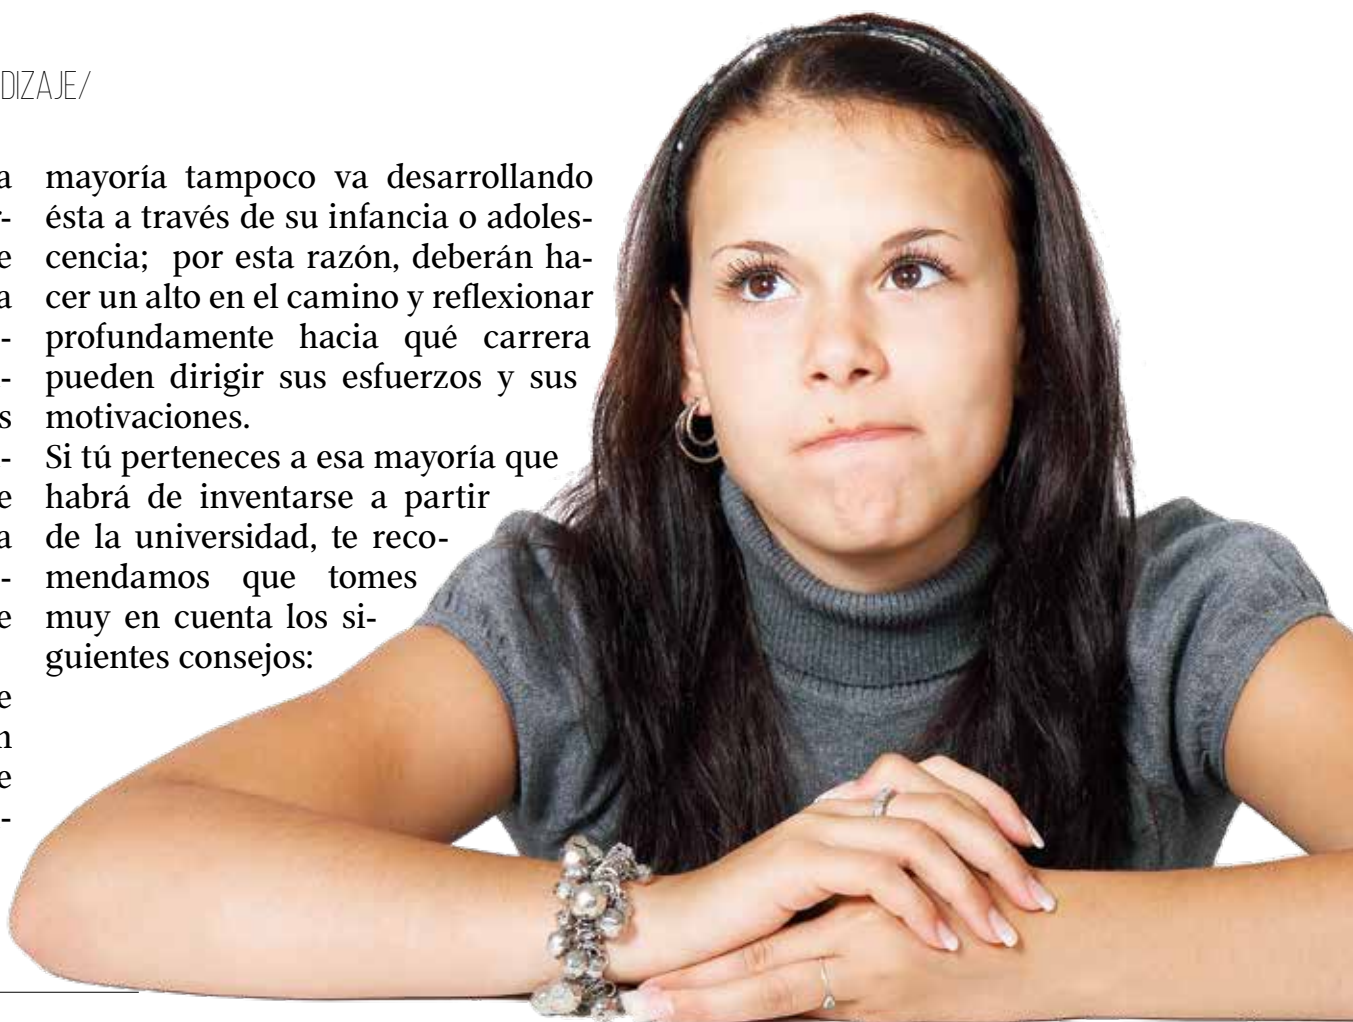 DIZAJE/
a
r-
e
a
-
-
s
-
e
a
-
e
e
n
e
-
mayoría tampoco va desarrollando
ésta a través de su infancia o adoles-
cencia; por esta razón, deberán ha-
cer un alto en el camino y reflexionar
profundamente hacia qué carrera
pueden dirigir sus esfuerzos y sus
motivaciones.
Si tú perteneces a esa mayoría que
habrá de inventarse a partir
de la universidad, te reco-
mendamos que tomes
muy en cuenta los si-
guientes consejos: